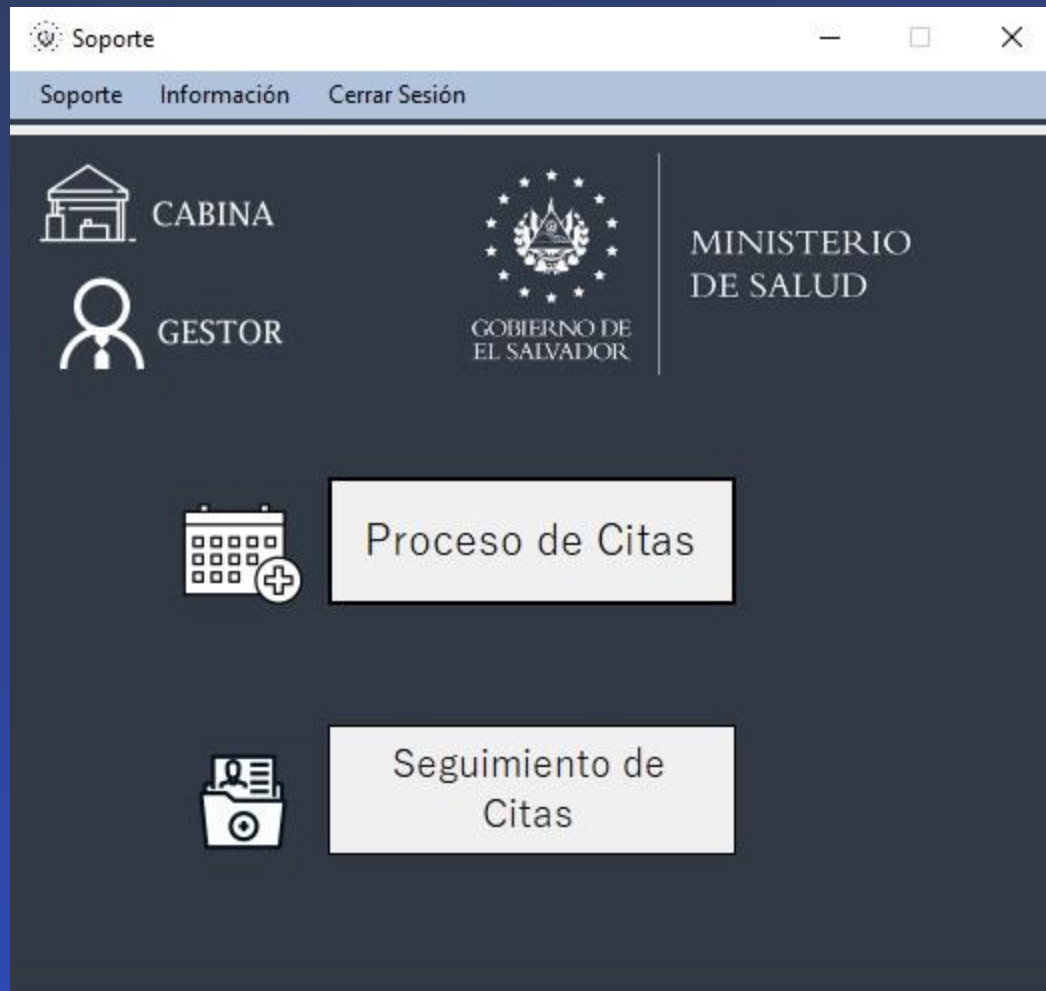 Soporte
Soporte Información Cerrar Sesión
CABINA
GESTOR
GOBIERNO DE
EL SALVADOR
MINISTERIO
DE SALUD
Proceso de Citas
Seguimiento de
Citas